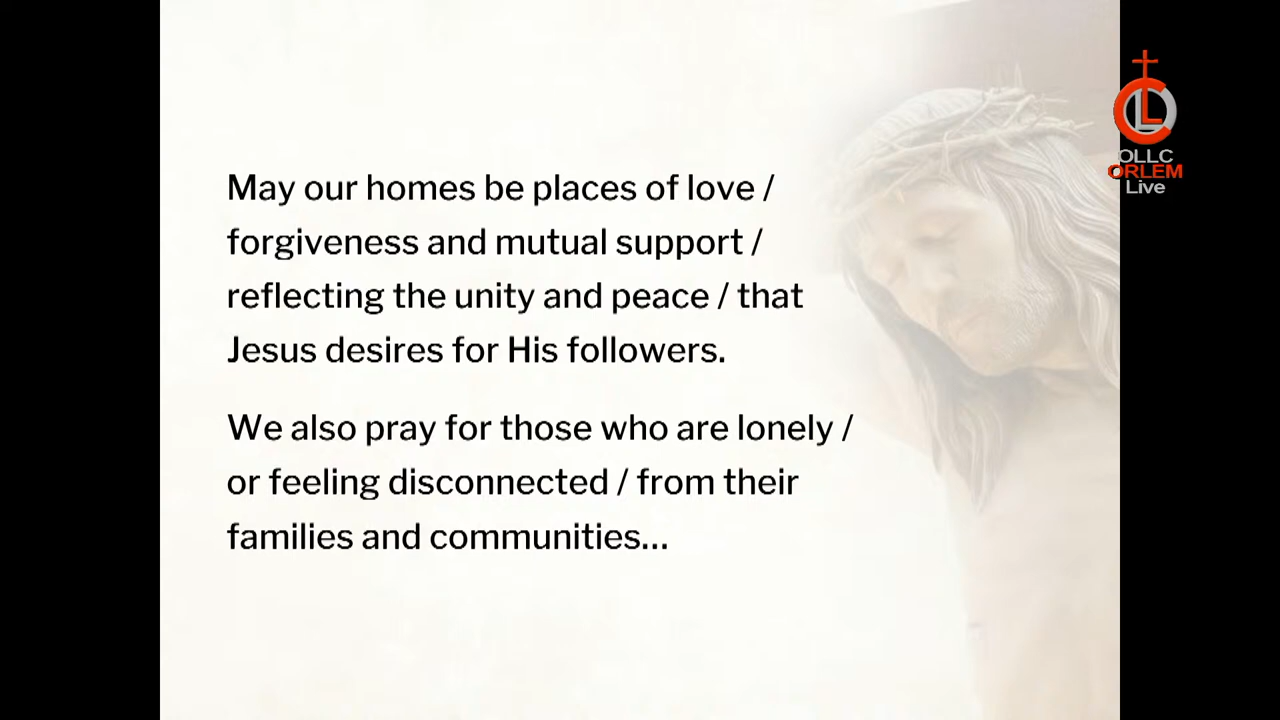 May our homes be places of love /
forgiveness and mutual support /
reflecting the unity and peace / that
Jesus desires for His followers.
We also pray for those who are lonely /
or feeling disconnected / from their
families and communities...
OLLC
ORLEM
Live